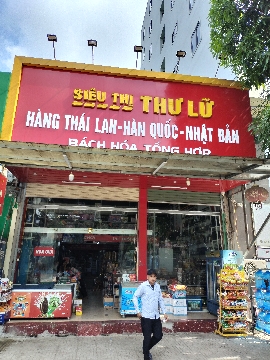 SIÊU THỊ THƯ LỮ
HÀNG THÁI LAN-HÀN QUỐC-NHẬT BẢN
BÁCH HÓA TỔNG HỢP